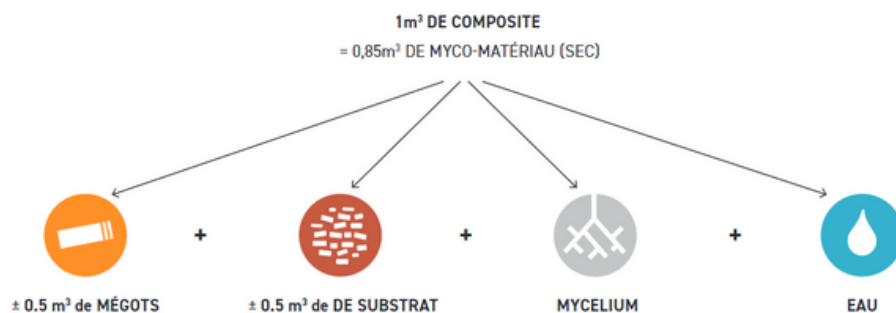 1m³ DE COMPOSITE
= 0,85m³ DE MYCO-MATÉRIAU (SEC)
+ + +
± 0.5 m³ de MÉGOTS ± 0.5 m³ de DE SUBSTRAT MYCELIUM EAU